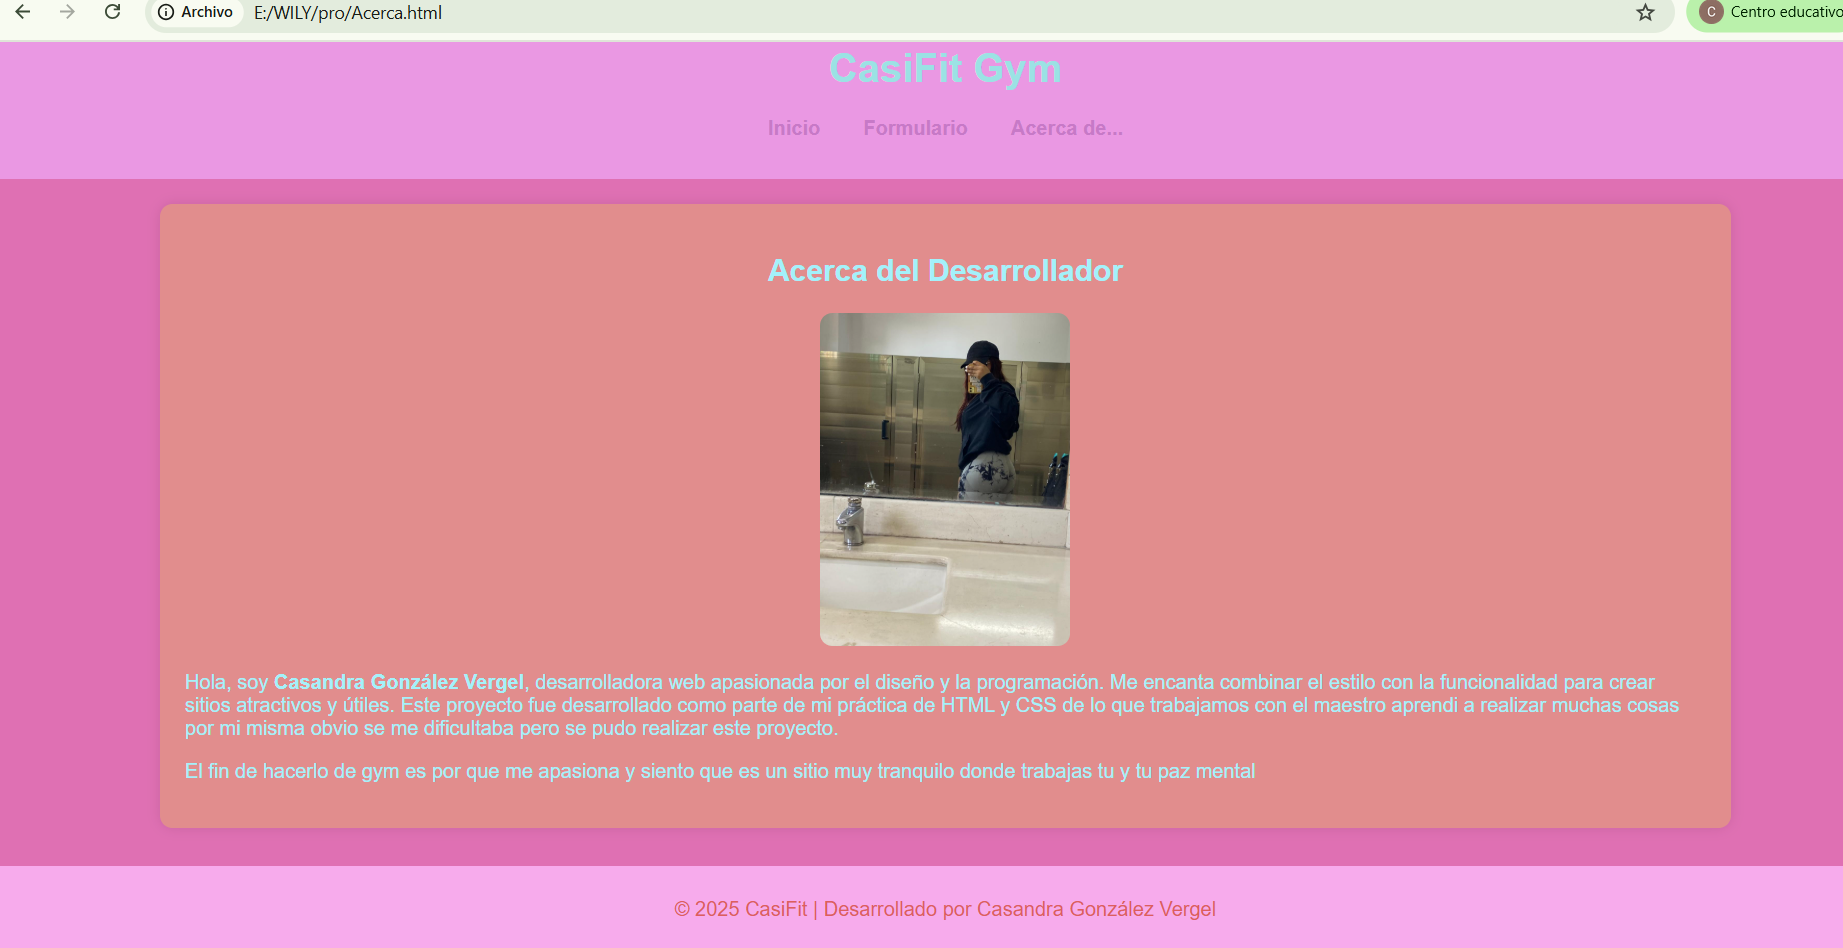 Archivo E:/WILY/pro/Acerca.html C Centro educativo
CasiFit Gym
Inicio Formulario Acerca de...
Acerca del Desarrollador
Hola, soy Casandra González Vergel, desarrolladora web apasionada por el diseño y la programación. Me encanta combinar el estilo con la funcionalidad para crear
sitios atractivos y útiles. Este proyecto fue desarrollado como parte de mi práctica de HTML y CSS de lo que trabajamos con el maestro aprendi a realizar muchas cosas
por mi misma obvio se me dificultaba pero se pudo realizar este proyecto.
El fin de hacerlo de gym es por que me apasiona y siento que es un sitio muy tranquilo donde trabajas tu y tu paz mental
© 2025 CasiFit | Desarrollado por Casandra González Vergel